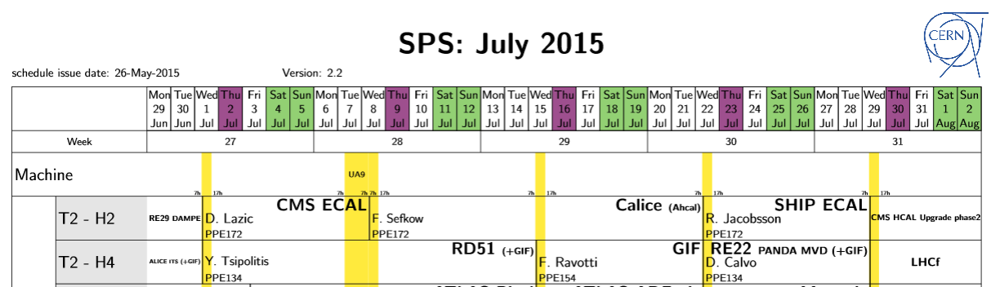 CERN
SPS: July 2015
schedule issue date: 26-May-2015 Version: 2.2
Mon Tue Wed Thu Fri Sat Sun Mon Tue Wed Thu Fri Sat Sun Mon Tue Wed Thu Fri Sat Sun Mon Tue Wed Thu Fri Sat Sun Mon Tue Wed Thu Fri Sat Sun
29 30 1 2 3 4 5 6 7 8 9 10 11 12 13 14 15 16 17 18 19 20 21 22 23 24 25 26 27 28 29 30 31 1 2
Jun Jun Jul Jul Jul Jul Jul Jul Jul Jul Jul Jul Jul Jul Jul Jul Jul Jul Jul Jul Jul Jul Jul Jul Jul Jul Jul Jul Jul Jul Jul Jul Jul Aug Aug
Week 27 28 29 30 31
Machine UA9
7h 17h 7h 7h 7h 17h 7h 17h 7h 17h 7h 17h
CMS ECAL Calice (Ahcal) SHIP ECAL
T2 - H2 RE29 DAMPE D. Lazic F. Sefkow R. Jacobsson CMS HCAL Upgrade phase2
PPE172 PPE172 PPE172
RD51 (+GIF) GIF RE22 PANDA MVD (+GIF)
T2 - H4 ALICE ITS (+GIF) Y. Tsipolitis F. Ravotti D. Calvo LHCf
PPE134 PPE154 PPE134